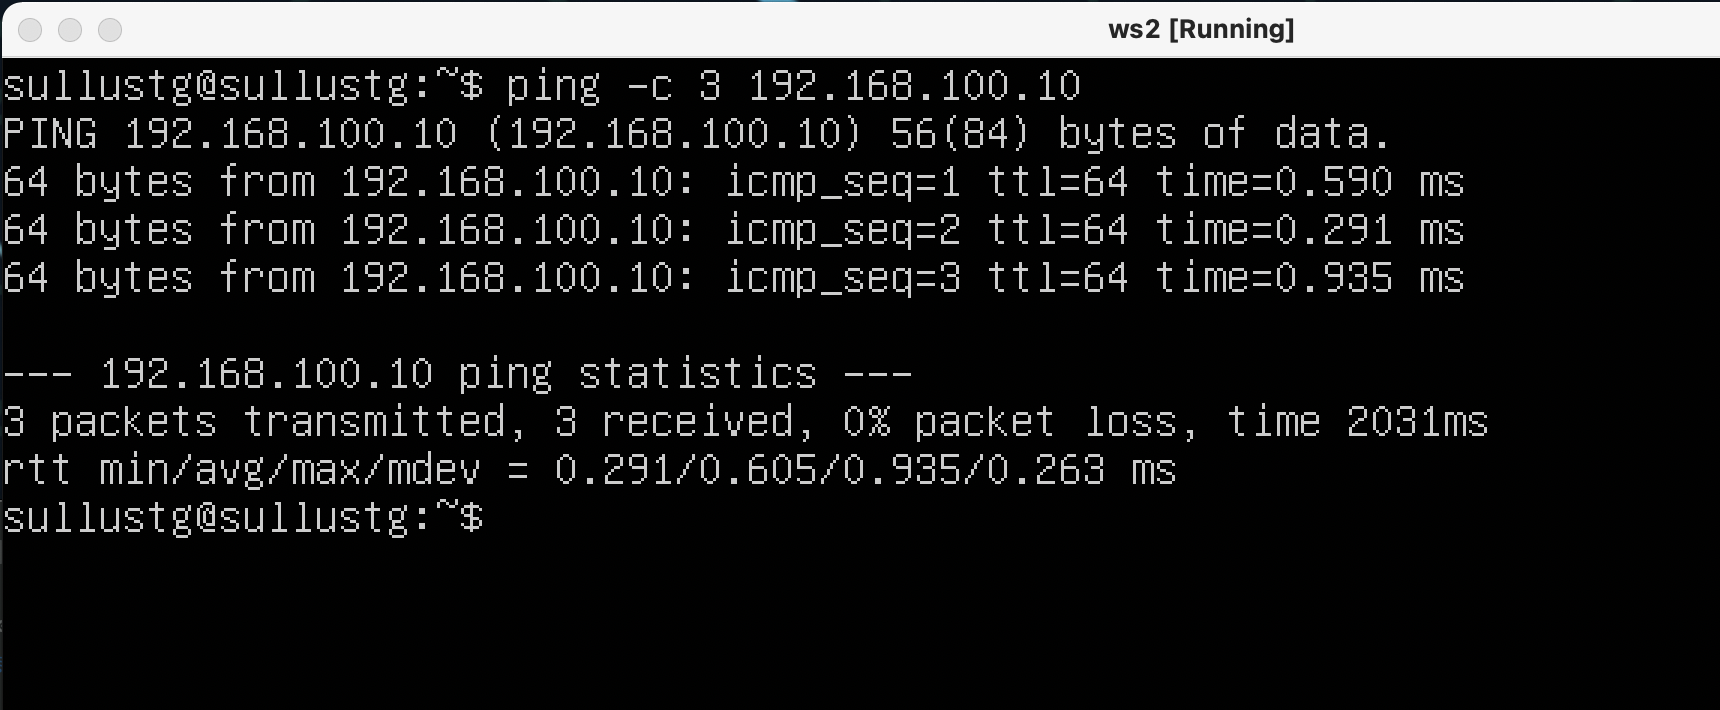 ws2 [Running]
sullustg@sullustg:~$ ping -c 3 192.168.100.10
PING 192.168.100.10 (192.168.100.10) 56(84) bytes of data.
64 bytes from 192.168.100.10: icmp_seq=1 ttl=64 time=0.590 ms
64 bytes from 192.168.100.10: icmp_seq=2 ttl=64 time=0.291 ms
64 bytes from 192.168.100.10: icmp_seq=3 ttl=64 time=0.935 ms
--- 192.168.100.10 ping statistics ---
3 packets transmitted, 3 received, 0% packet loss, time 2031ms
rtt min/avg/max/mdev = 0.291/0.605/0.935/0.263 ms
sullustg@sullustg:~$